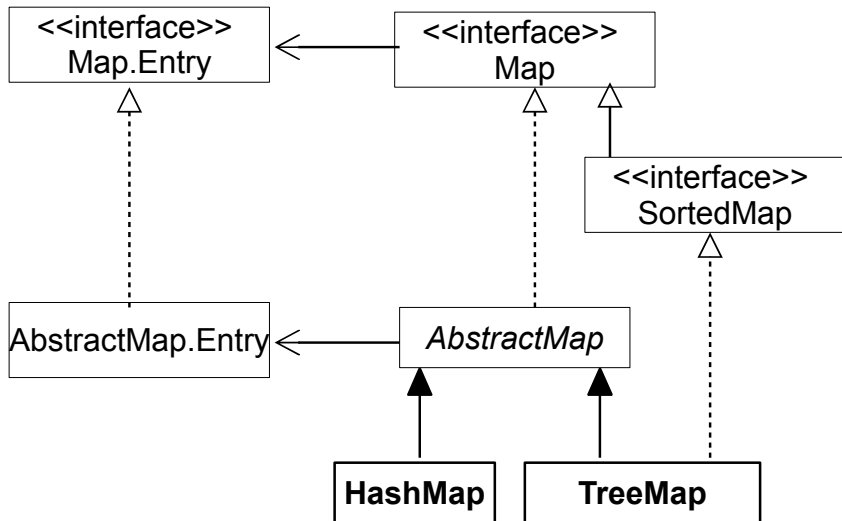 <<interface>>
Map.Entry
<<interface>>
Map
<<interface>>
SortedMap
AbstractMap.Entry
AbstractMap
HashMap
TreeMap